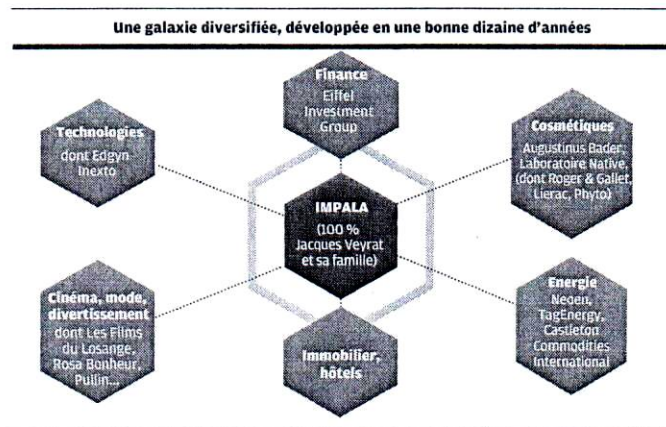 Une galaxie diversifiée, développée en une bonne dizaine d'années
Finance
Eiffel
Investment
Group
Technologies
dont Edgyn
Inexto
Cosmétiques
Augustinus Bader,
Laboratoire Native,
(dont Roger & Gallet,
Lierac, Phyto)
IMPALA
(100 %
Jacques Veyrat
et sa famille)
Cinéma, mode,
divertissement
dont Les Films
du Losange,
Rosa Bonheur,
Pullin...
Immobilier,
hôtels
Energie
Neoen,
TagEnergy,
Castleton
Commodities
International